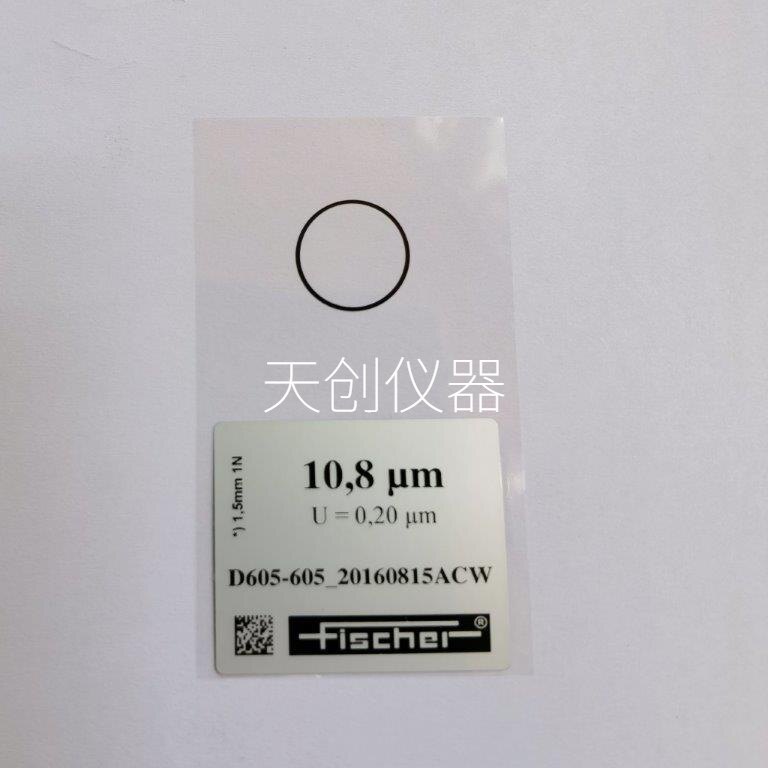 天创仪器
*) 1,5mm 1N
10,8 µm
U = 0,20 µm
D605-605_20160815ACW
Fischer®